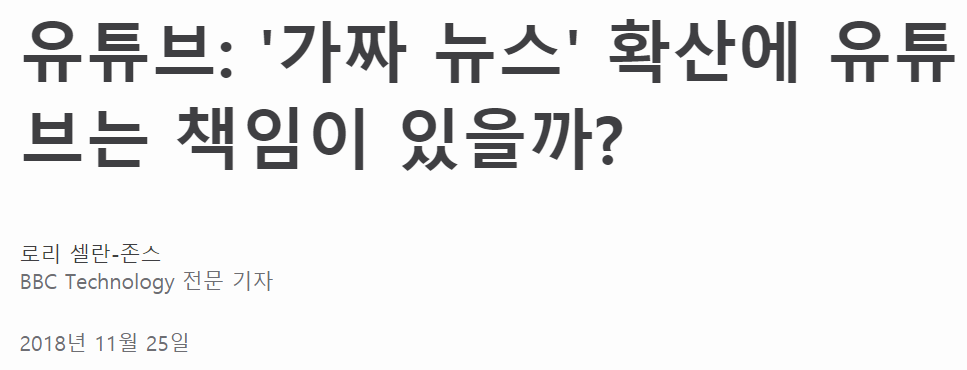 유튜브: '가짜 뉴스' 확산에 유튜
브는 책임이 있을까?
로리 셀란-존스
BBC Technology 전문 기자
2018년 11월 25일